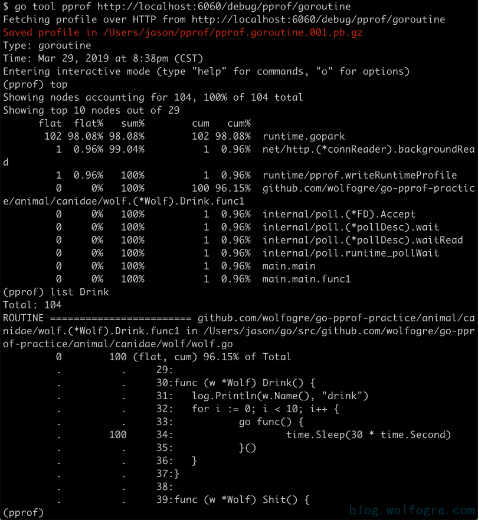 $ go tool pprof http://localhost:6060/debug/pprof/goroutine
Fetching profile over HTTP from http://localhost:6060/debug/pprof/goroutine
Saved profile in /Users/jason/pprof/pprof.goroutine.001.pb.gz
Type: goroutine
Time: Mar 29, 2019 at 8:38pm (CST)
Entering interactive mode (type "help" for commands, "o" for options)
(pprof) top
Showing nodes accounting for 104, 100% of 104 total
Showing top 10 nodes out of 29
flat flat% sum% cum cum%
102 98.08% 98.08% 102 98.08% runtime.gopark
1 0.96% 99.04% 1 0.96% net/http.(*connReader).backgroundRea
d
1 0.96% 100% 1 0.96% runtime/pprof.writeRuntimeProfile
0 0% 100% 100 96.15% github.com/wolfogre/go-pprof-practic
e/animal/canidae/wolf.(*Wolf).Drink.func1
0 0% 100% 1 0.96% internal/poll.(*FD).Accept
0 0% 100% 1 0.96% internal/poll.(*pollDesc).wait
0 0% 100% 1 0.96% internal/poll.(*pollDesc).waitRead
0 0% 100% 1 0.96% internal/poll.runtime_pollWait
0 0% 100% 1 0.96% main.main
0 0% 100% 1 0.96% main.main.func1
(pprof) list Drink
Total: 104
ROUTINE ======================== github.com/wolfogre/go-pprof-practice/animal/ca
nidae/wolf.(*Wolf).Drink.func1 in /Users/jason/go/src/github.com/wolfogre/go-ppr
of-practice/animal/canidae/wolf/wolf.go
0 100 (flat, cum) 96.15% of Total
. . 29:
. . 30:func (w *Wolf) Drink() {
. . 31: log.Println(w.Name(), "drink")
. . 32: for i := 0; i < 10; i++ {
. . 33: go func() {
. 100 34: time.Sleep(30 * time.Second)
. . 35: }()
. . 36: }
. . 37:}
. . 38:
. . 39:func (w *Wolf) Shit() {
(pprof)
blog.wolfogre.com